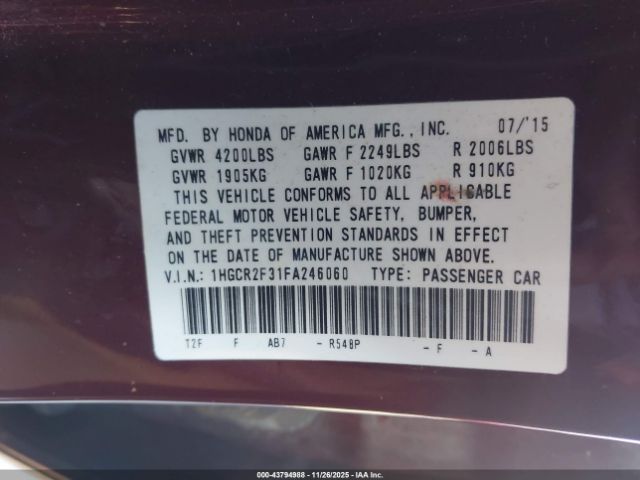 MFD. BY HONDA OF AMERICA MFG., INC. 07/'15
GVWR 4200LBS GAWR F 2249LBS R 2006LBS
GVWR 1905KG GAWR F 1020KG R 910KG
THIS VEHICLE CONFORMS TO ALL APPLICABLE
FEDERAL MOTOR VEHICLE SAFETY, BUMPER,
AND THEFT PREVENTION STANDARDS IN EFFECT
ON THE DATE OF MANUFACTURE SHOWN ABOVE.
V.I.N.: 1HGCR2F31FA246060 TYPE: PASSENGER CAR
T2F F AB7 - R548P - F - A
000-43794988 | 11/26/2025 | IAA Inc.